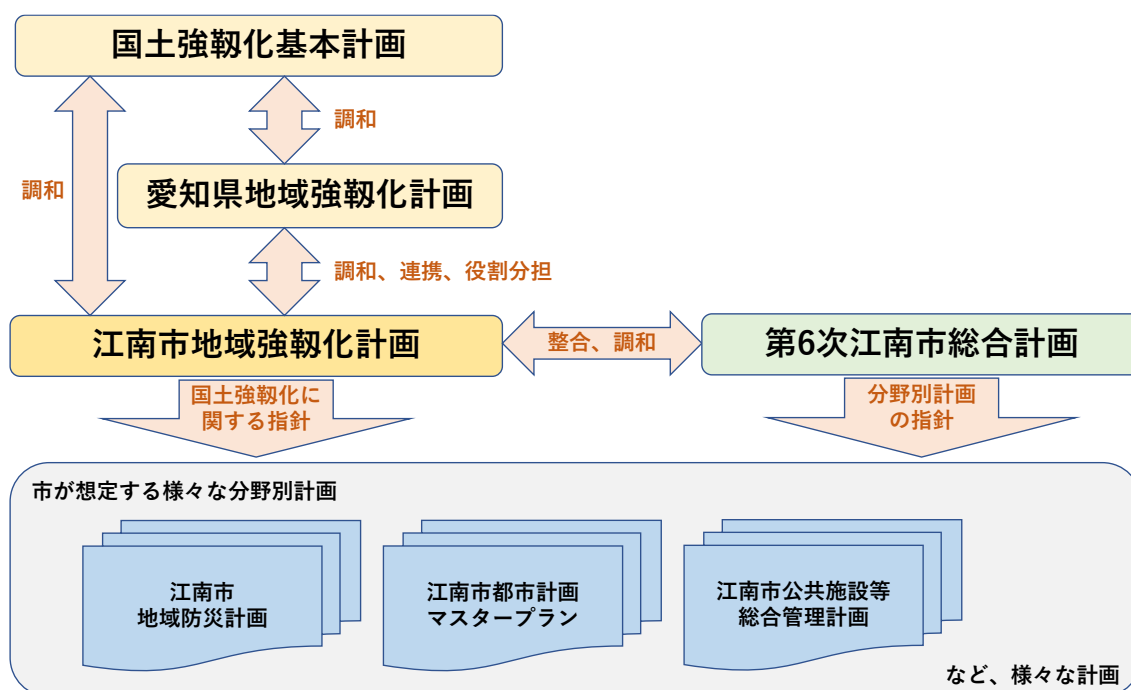 国土強靱化基本計画
調和
調和
愛知県地域強靱化計画
調和、連携、役割分担
江南市地域強靱化計画
整合、調和
第6次江南市総合計画
国土強靱化に
関する指針
分野別計画
の指針
市が想定する様々な分野別計画
江南市
地域防災計画
江南市都市計画
マスタープラン
江南市公共施設等
総合管理計画
など、様々な計画